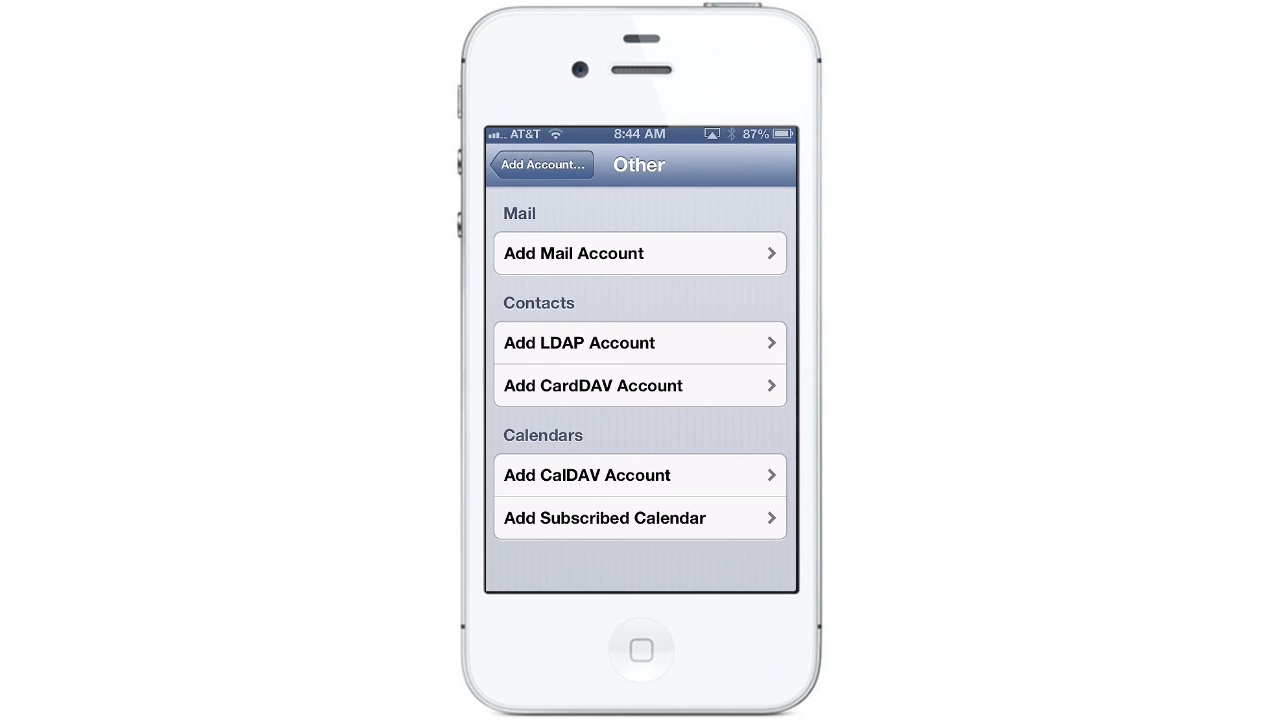 AT&T 8:44 AM 87%
Add Account... Other
Mail
Add Mail Account
Contacts
Add LDAP Account
Add CardDAV Account
Calendars
Add CalDAV Account
Add Subscribed Calendar